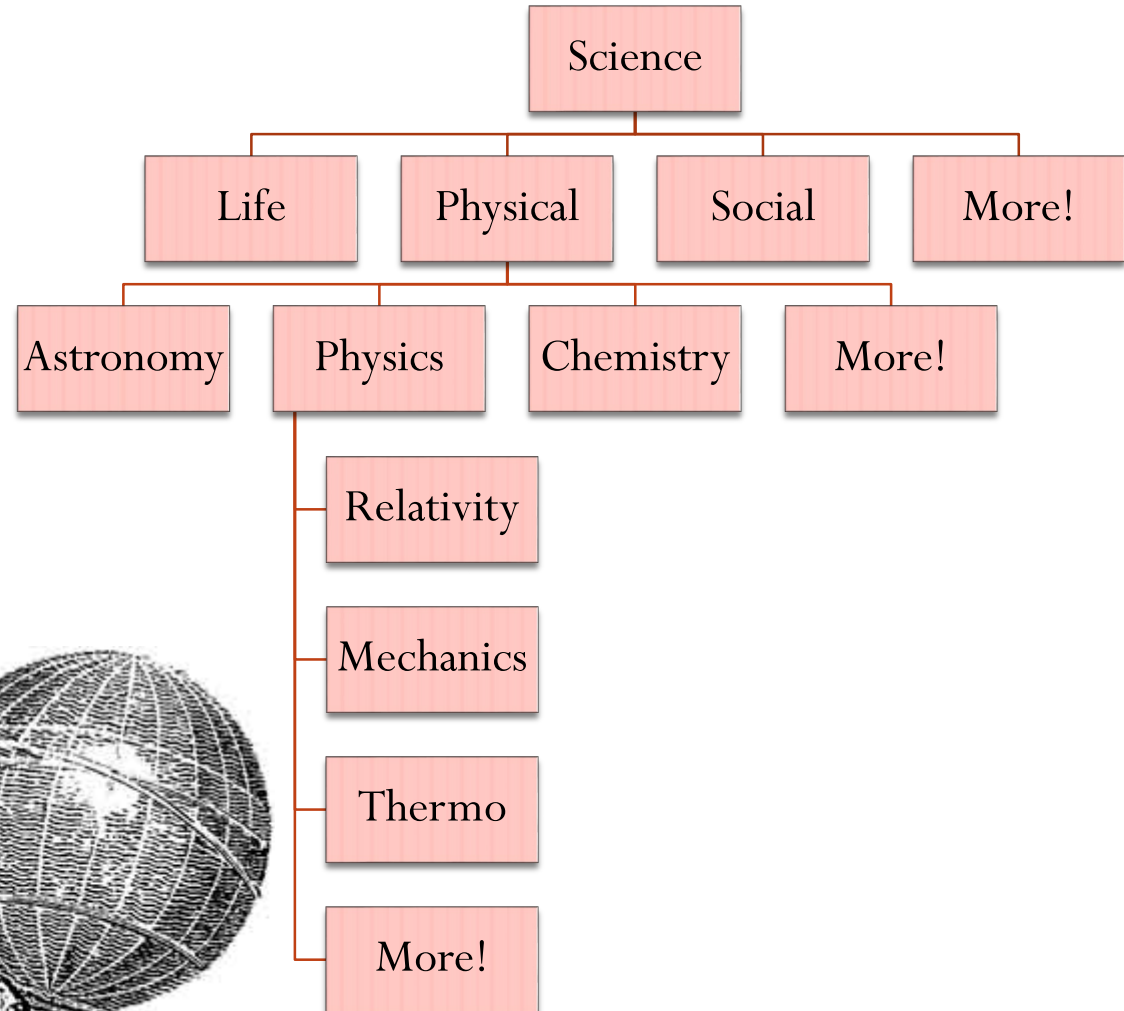 Science
Life Physical Social More!
Astronomy Physics Chemistry More!
Relativity
Mechanics
Thermo
More!